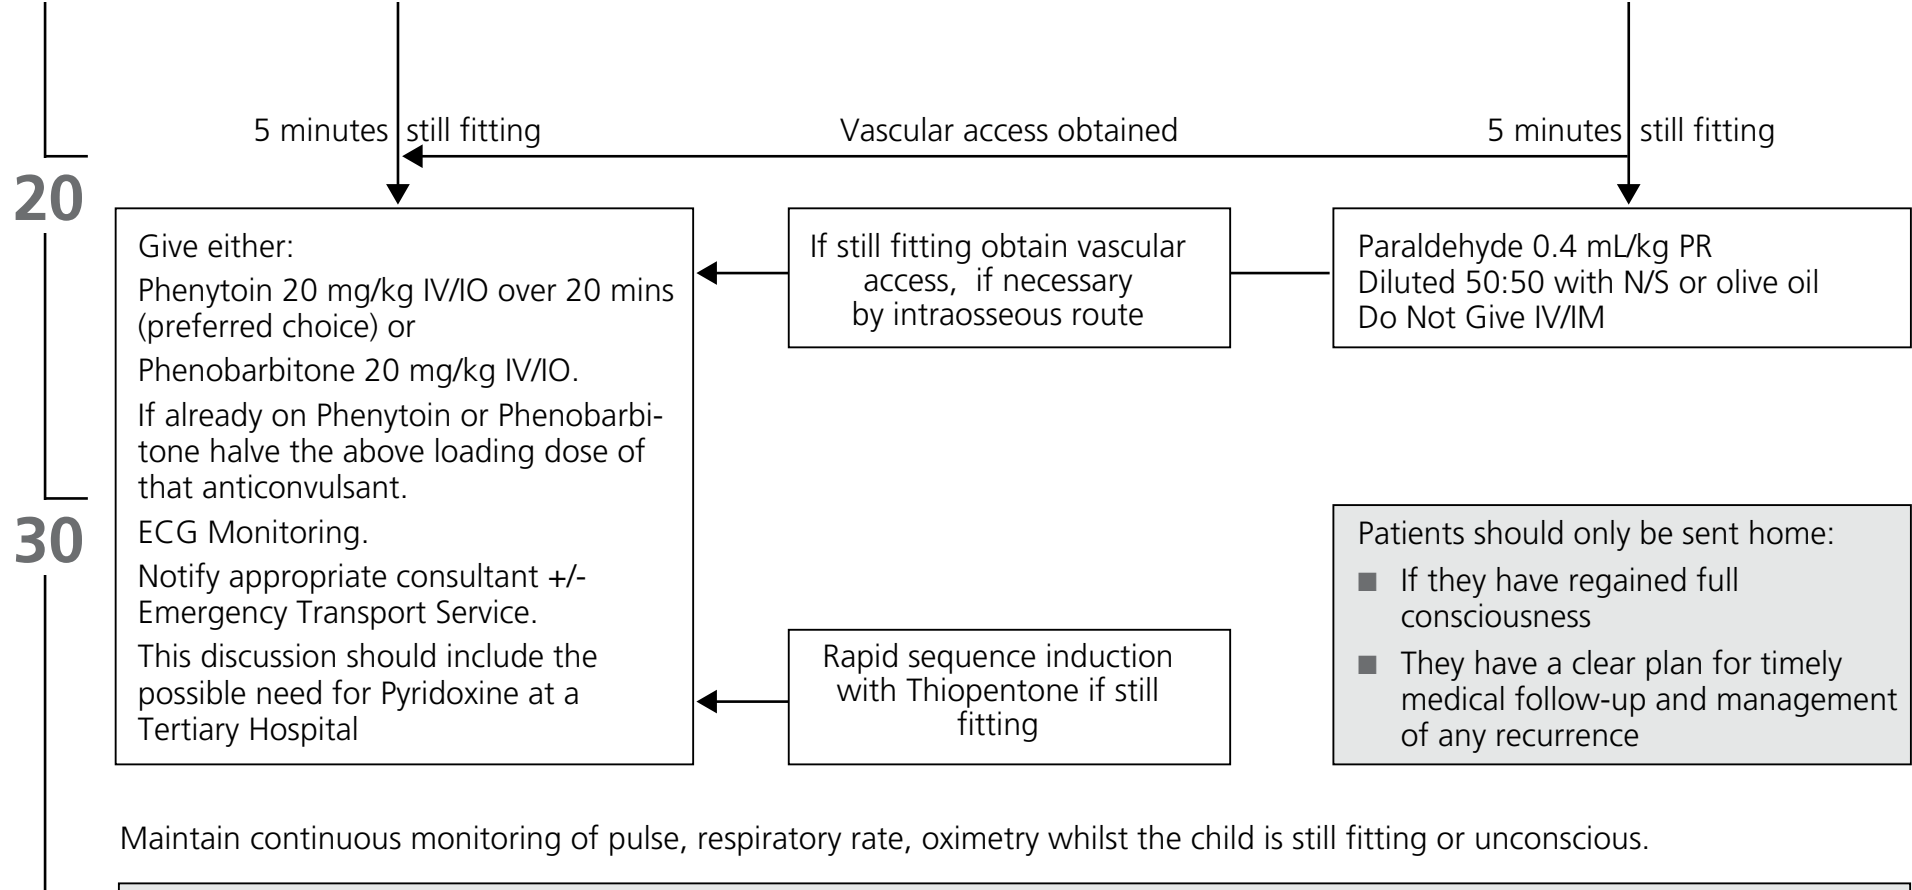 5 minutes still fitting
Vascular access obtained
5 minutes still fitting
20
Give either:
Phenytoin 20 mg/kg IV/IO over 20 mins
(preferred choice) or
Phenobarbitone 20 mg/kg IV/IO.
If already on Phenytoin or Phenobarbi-
tone halve the above loading dose of
that anticonvulsant.
ECG Monitoring.
Notify appropriate consultant +/-
Emergency Transport Service.
This discussion should include the
possible need for Pyridoxine at a
Tertiary Hospital
If still fitting obtain vascular
access, if necessary
by intraosseous route
Paraldehyde 0.4 mL/kg PR
Diluted 50:50 with N/S or olive oil
Do Not Give IV/IM
30
Rapid sequence induction
with Thiopentone if still
fitting
Patients should only be sent home:
■ If they have regained full
consciousness
■ They have a clear plan for timely
medical follow-up and management
of any recurrence
Maintain continuous monitoring of pulse, respiratory rate, oximetry whilst the child is still fitting or unconscious.